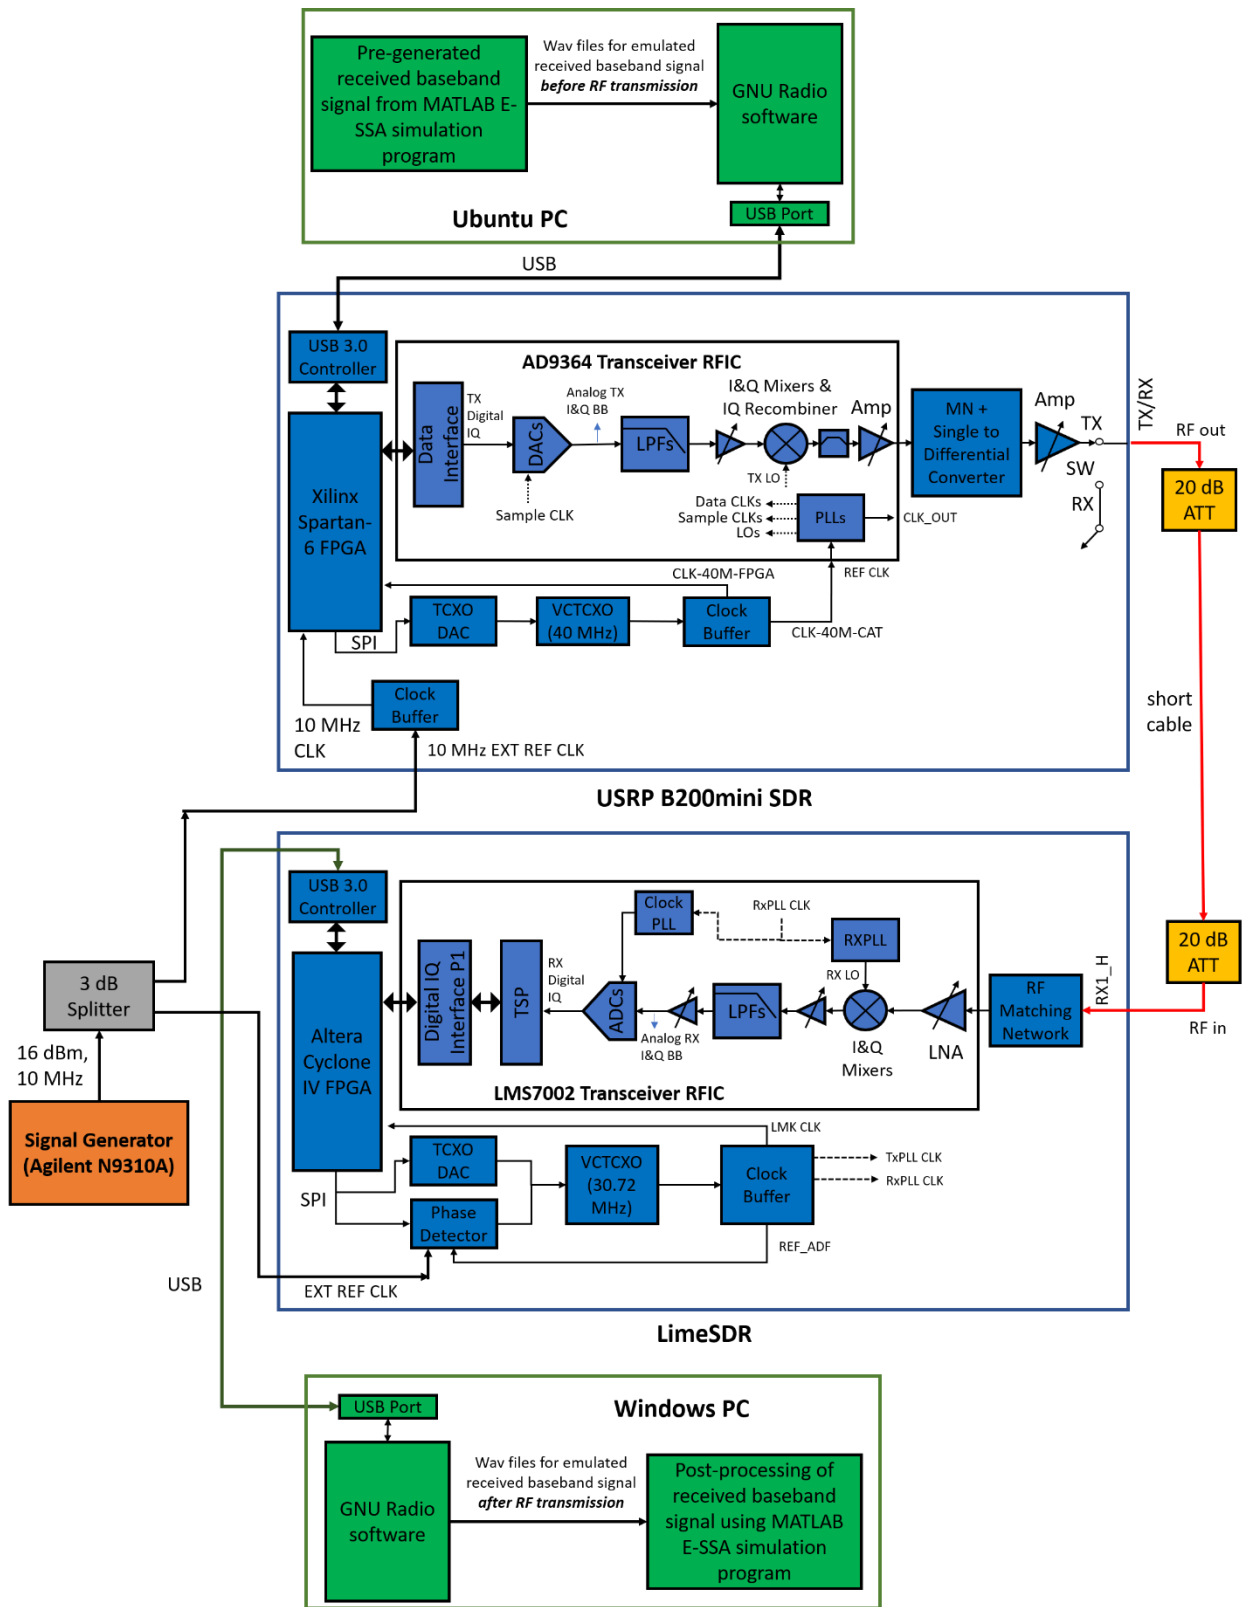 Pre-generated
received baseband
signal from MATLAB E-
SSA simulation
program
Wav files for emulated
received baseband signal
before RF transmission
GNU Radio
software
USB Port
Ubuntu PC
USB
USB 3.0
Controller
AD9364 Transceiver RFIC
Data
Interface
TX
Digital
IQ
DACs
Analog TX
I&Q BB
LPFs
I&Q Mixers &
IQ Recombiner
Amp
TX LO
Sample CLK
Data CLKs
Sample CLKs
LOs
PLLs
CLK_OUT
MN +
Single to
Differential
Converter
Amp
TX
SW
RX
TX/RX
RF out
20 dB
ATT
Xilinx
Spartan-
6 FPGA
CLK-40M-FPGA
REF CLK
SPI
TCXO
DAC
VCTCXO
(40 MHz)
Clock
Buffer
CLK-40M-CAT
Clock
Buffer
10 MHz
CLK
10 MHz EXT REF CLK
short
cable
USRP B200mini SDR
USB 3.0
Controller
Clock
PLL
RxPLL CLK
RXPLL
RX LO
Digital IQ
Interface P1
TSP
RX
Digital
IQ
ADCs
Analog RX
I&Q BB
LPFs
I&Q
Mixers
LNA
RF
Matching
Network
RX1_H
20 dB
ATT
RF in
LMS7002 Transceiver RFIC
3 dB
Splitter
16 dBm,
10 MHz
Signal Generator
(Agilent N9310A)
Altera
Cyclone
IV FPGA
LMK CLK
SPI
TCXO
DAC
Phase
Detector
VCTCXO
(30.72
MHz)
Clock
Buffer
TxPLL CLK
RxPLL CLK
REF_ADF
EXT REF CLK
USB
LimeSDR
USB Port
Windows PC
GNU Radio
software
Wav files for emulated
received baseband signal
after RF transmission
Post-processing of
received baseband
signal using MATLAB
E-SSA simulation
program